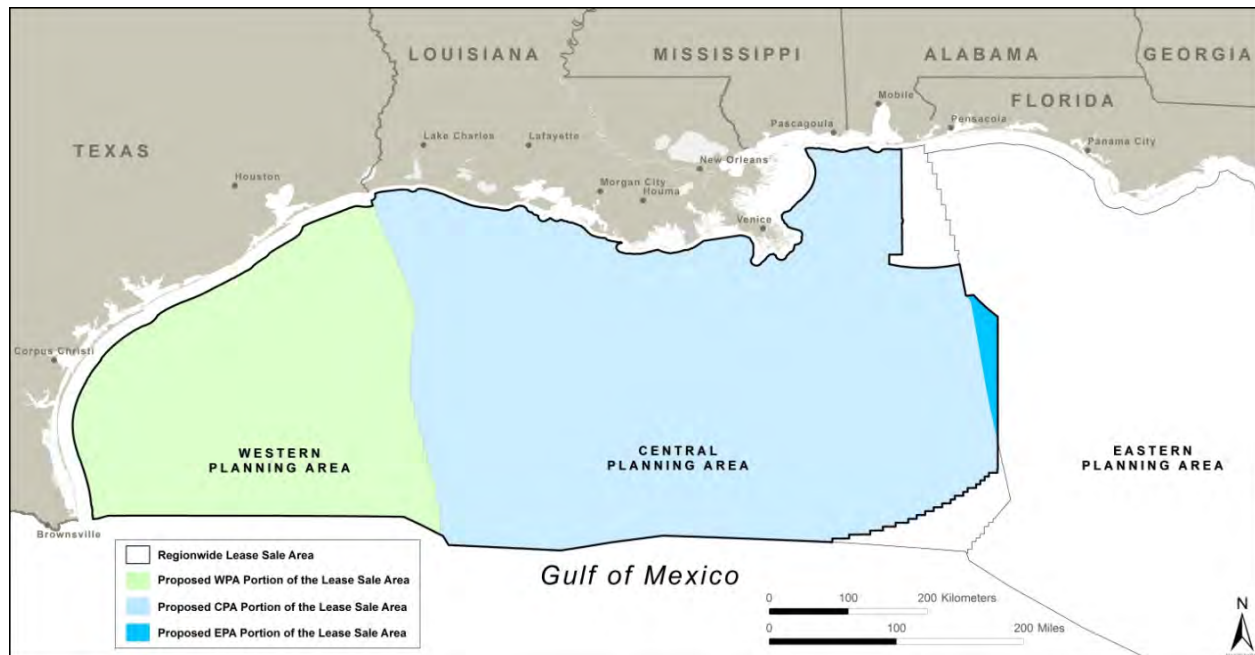 LOUISIANA
MISSISSIPPI
ALABAMA
GEORGIA
FLORIDA
TEXAS
Mobile
Pascagoula
Pensacola
Panama City
Lake Charles
Lafayette
New Orleans
Houston
Morgan City
Houma
Venice
Corpus Christi
WESTERN
PLANNING AREA
CENTRAL
PLANNING AREA
EASTERN
PLANNING AREA
Brownsville
Regionwide Lease Sale Area
Proposed WPA Portion of the Lease Sale Area
Proposed CPA Portion of the Lease Sale Area
Proposed EPA Portion of the Lease Sale Area
Gulf of Mexico
0 100 200 Kilometers
0 100 200 Miles
N